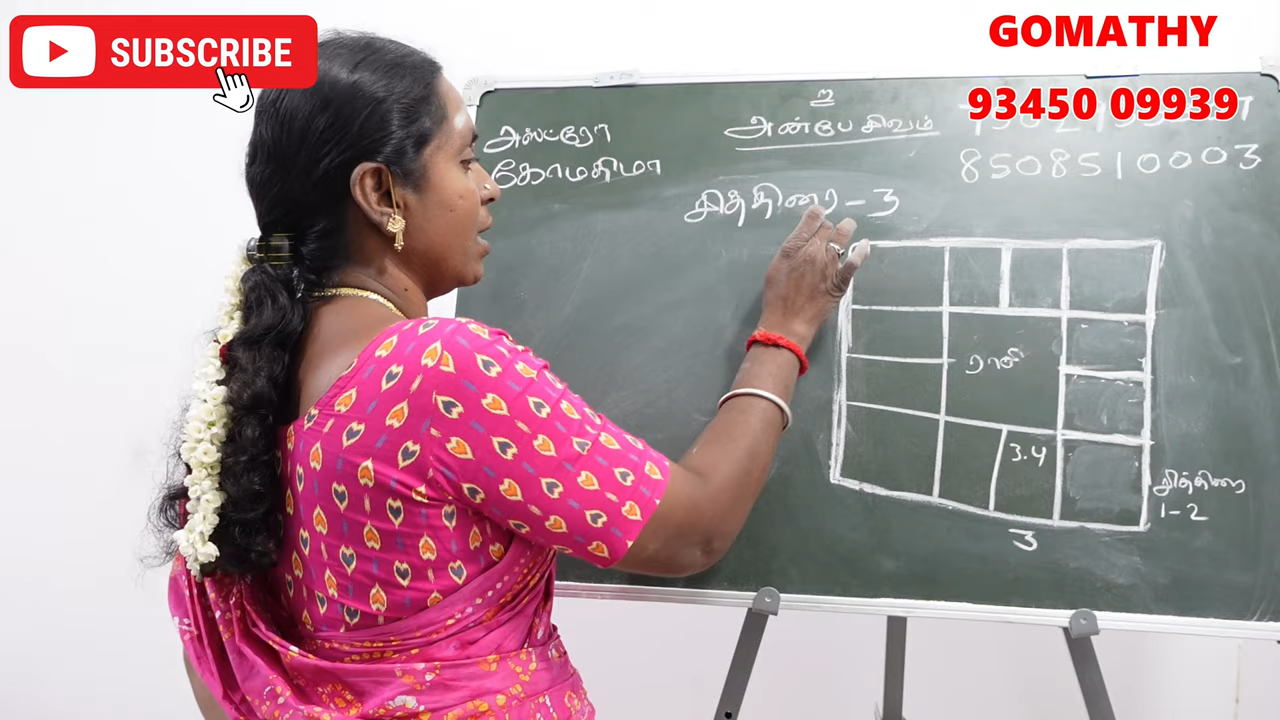 SUBSCRIBE
GOMATHY
93450 09939
உ
அன்பே சிவம்
அஸ்ட்ரோ
கோமதிமா
8508510003
சித்திரை - 3
ராசி
3.4
சித்திரை
1-2
3